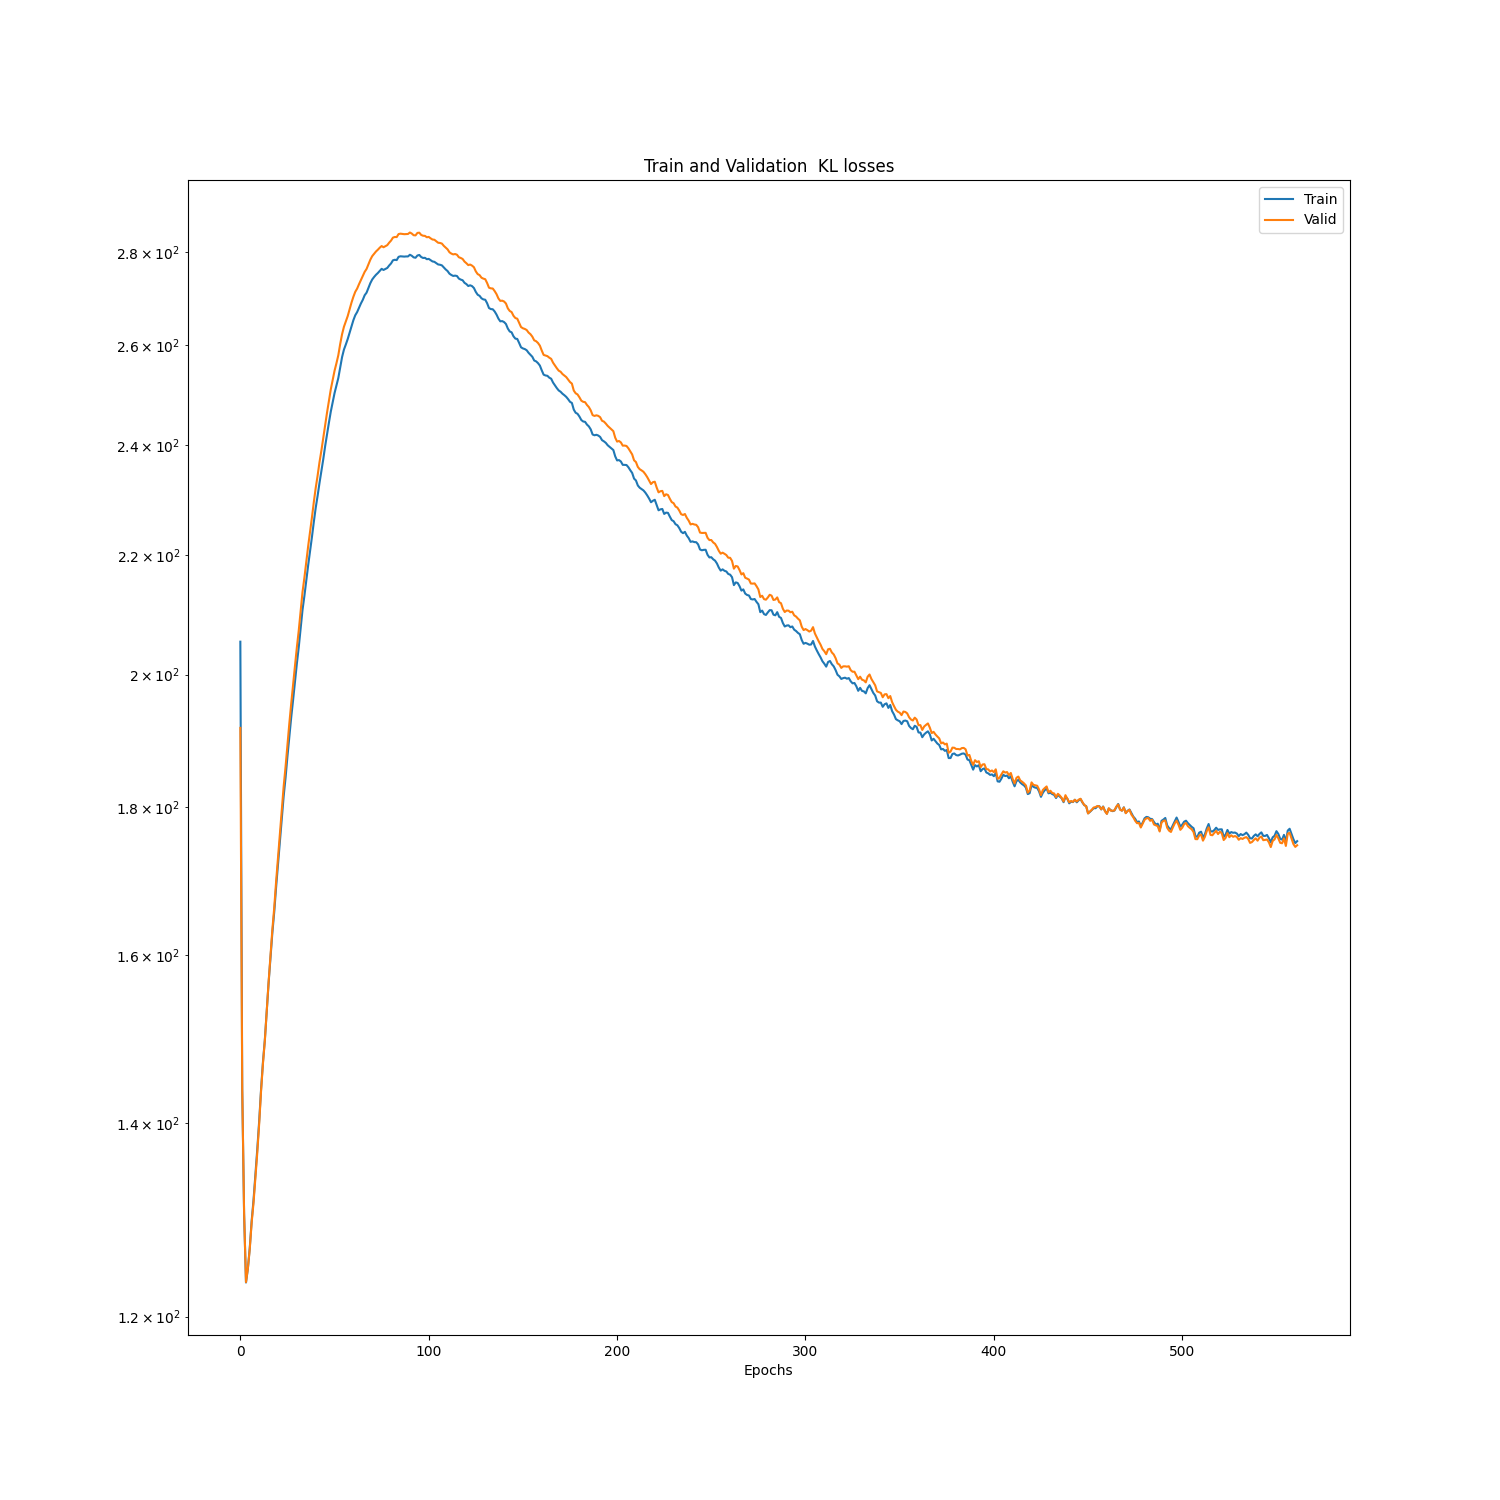 Train and Validation  KL losses
Train
Valid
2.8 × 10²
2.6 × 10²
2.4 × 10²
2.2 × 10²
2 × 10²
1.8 × 10²
1.6 × 10²
1.4 × 10²
1.2 × 10²
0 100 200 300 400 500
Epochs